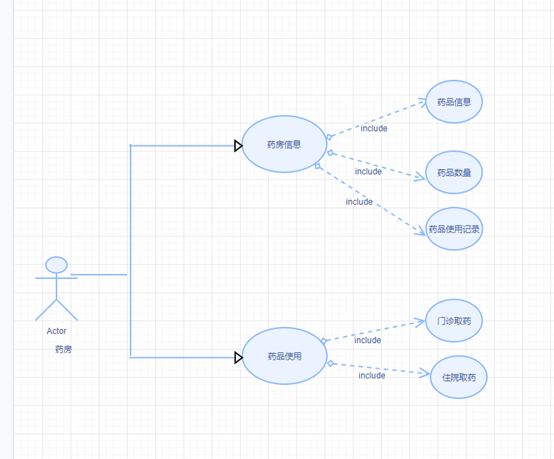 药品信息
include
药房信息
include
药品数量
include
药品使用记录
Actor
药房
门诊取药
include
药品使用
include
住院取药